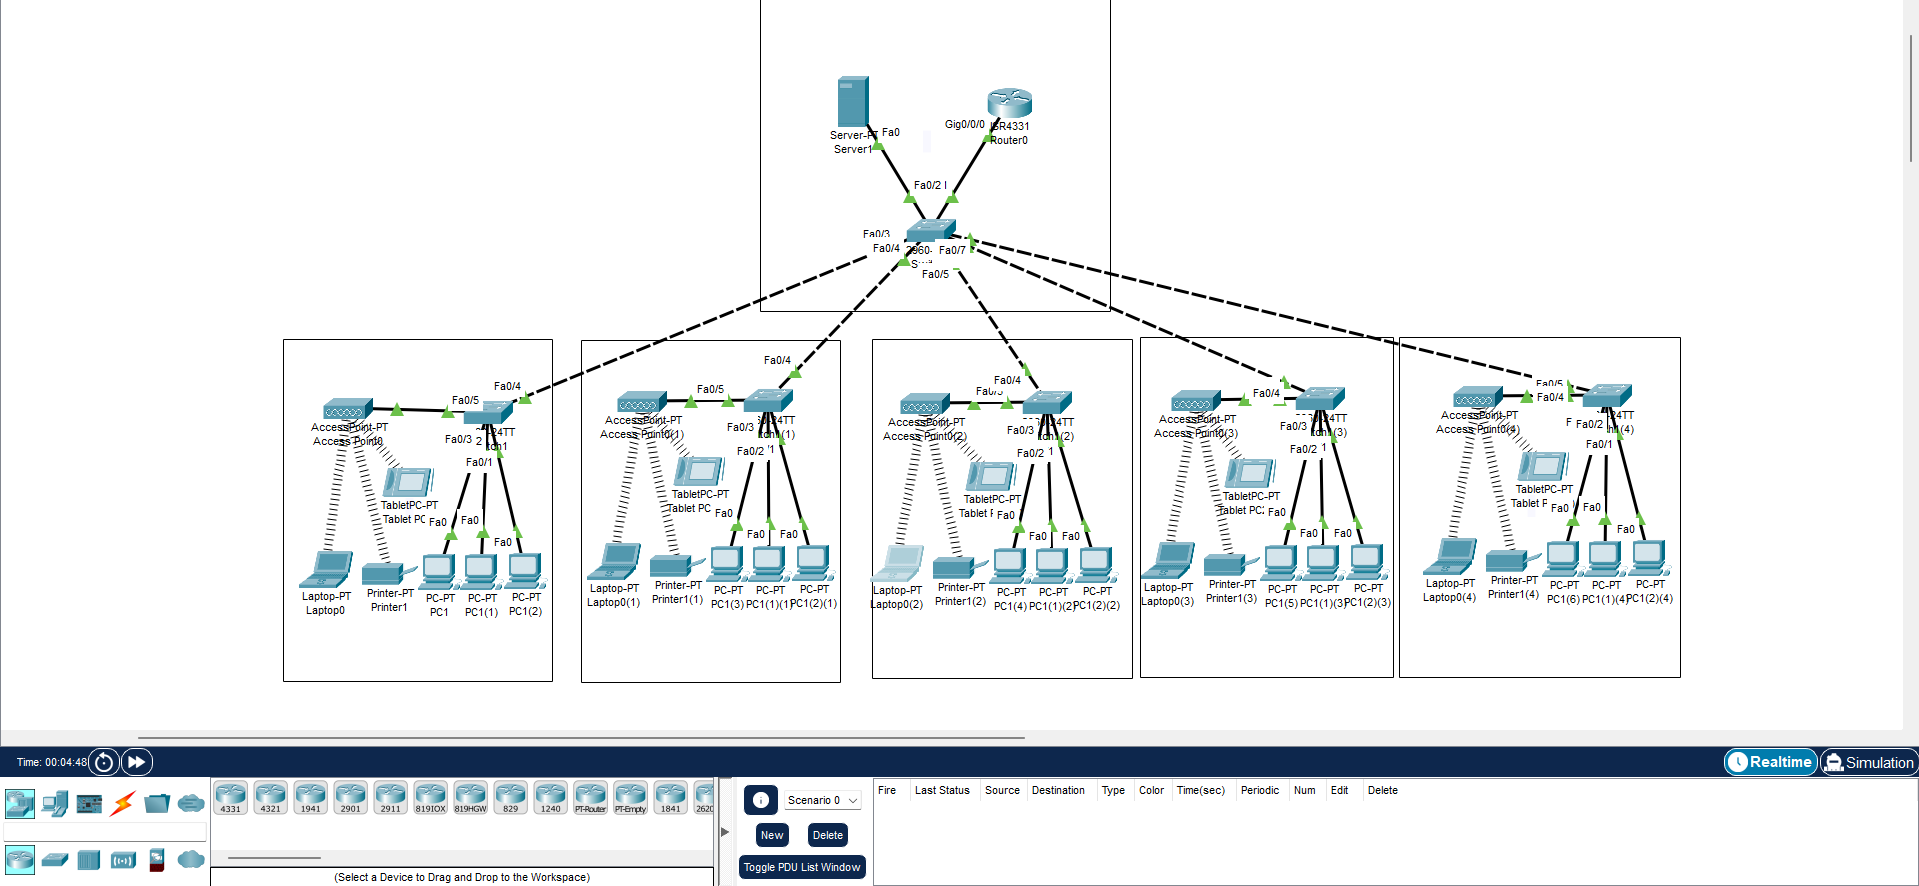 Server-PT
Server1
Fa0
Gig0/0/0
ISR4331
Router0
Fa0/2
Fa0/3
Fa0/4
2960-
Fa0/7
Fa0/5
Fa0/4
Fa0/5
AccessPoint-PT
Access Point0
Fa0/3
24TT
Fa0/1
TabletPC-PT
Tablet PC
Fa0
Fa0
Fa0
Laptop-PT
Laptop0
Printer-PT
Printer1
PC-PT
PC1
PC-PT
PC1(1)
PC-PT
PC1(2)
Fa0/4
Fa0/5
AccessPoint-PT
Access Point0(1)
Fa0/3
24TT
Fa0/2
TabletPC-PT
Tablet PC
Fa0
Fa0
Fa0
Laptop-PT
Laptop0(1)
Printer-PT
Printer1(1)
PC-PT
PC1(3)
PC-PT
PC1(1)(1)
PC-PT
PC1(2)(1)
Fa0/4
Fa0/5
AccessPoint-PT
Access Point0(2)
Fa0/3
24TT
Fa0/2
TabletPC-PT
Tablet
Fa0
Fa0
Fa0
Laptop-PT
Laptop0(2)
Printer-PT
Printer1(2)
PC-PT
PC1(4)
PC-PT
PC1(1)(2)
PC-PT
PC1(2)(2)
Fa0/4
AccessPoint-PT
Access Point0(3)
Fa0/3
24TT
Fa0/2
TabletPC-PT
Tablet PC
Fa0
Fa0
Fa0
Laptop-PT
Laptop0(3)
Printer-PT
Printer1(3)
PC-PT
PC1(5)
PC-PT
PC1(1)(3)
PC-PT
PC1(2)(3)
Fa0/5
Fa0/4
AccessPoint-PT
Access Point0(4)
Fa0/2
24TT
Fa0/1
TabletPC-PT
Tablet
Fa0
Fa0
Fa0
Laptop-PT
Laptop0(4)
Printer-PT
Printer1(4)
PC-PT
PC1(6)
PC-PT
PC1(1)(4)
PC-PT
PC1(2)(4)
Time: 00:04:48
Realtime
Simulation
4331 4321 1941 2901 2911 819IOX 819HGW 829 1240 PT-Router PT-Empty 1841 2620
(Select a Device to Drag and Drop to the Workspace)
Scenario 0
New Delete
Toggle PDU List Window
Fire Last Status Source Destination Type Color Time(sec) Periodic Num Edit Delete